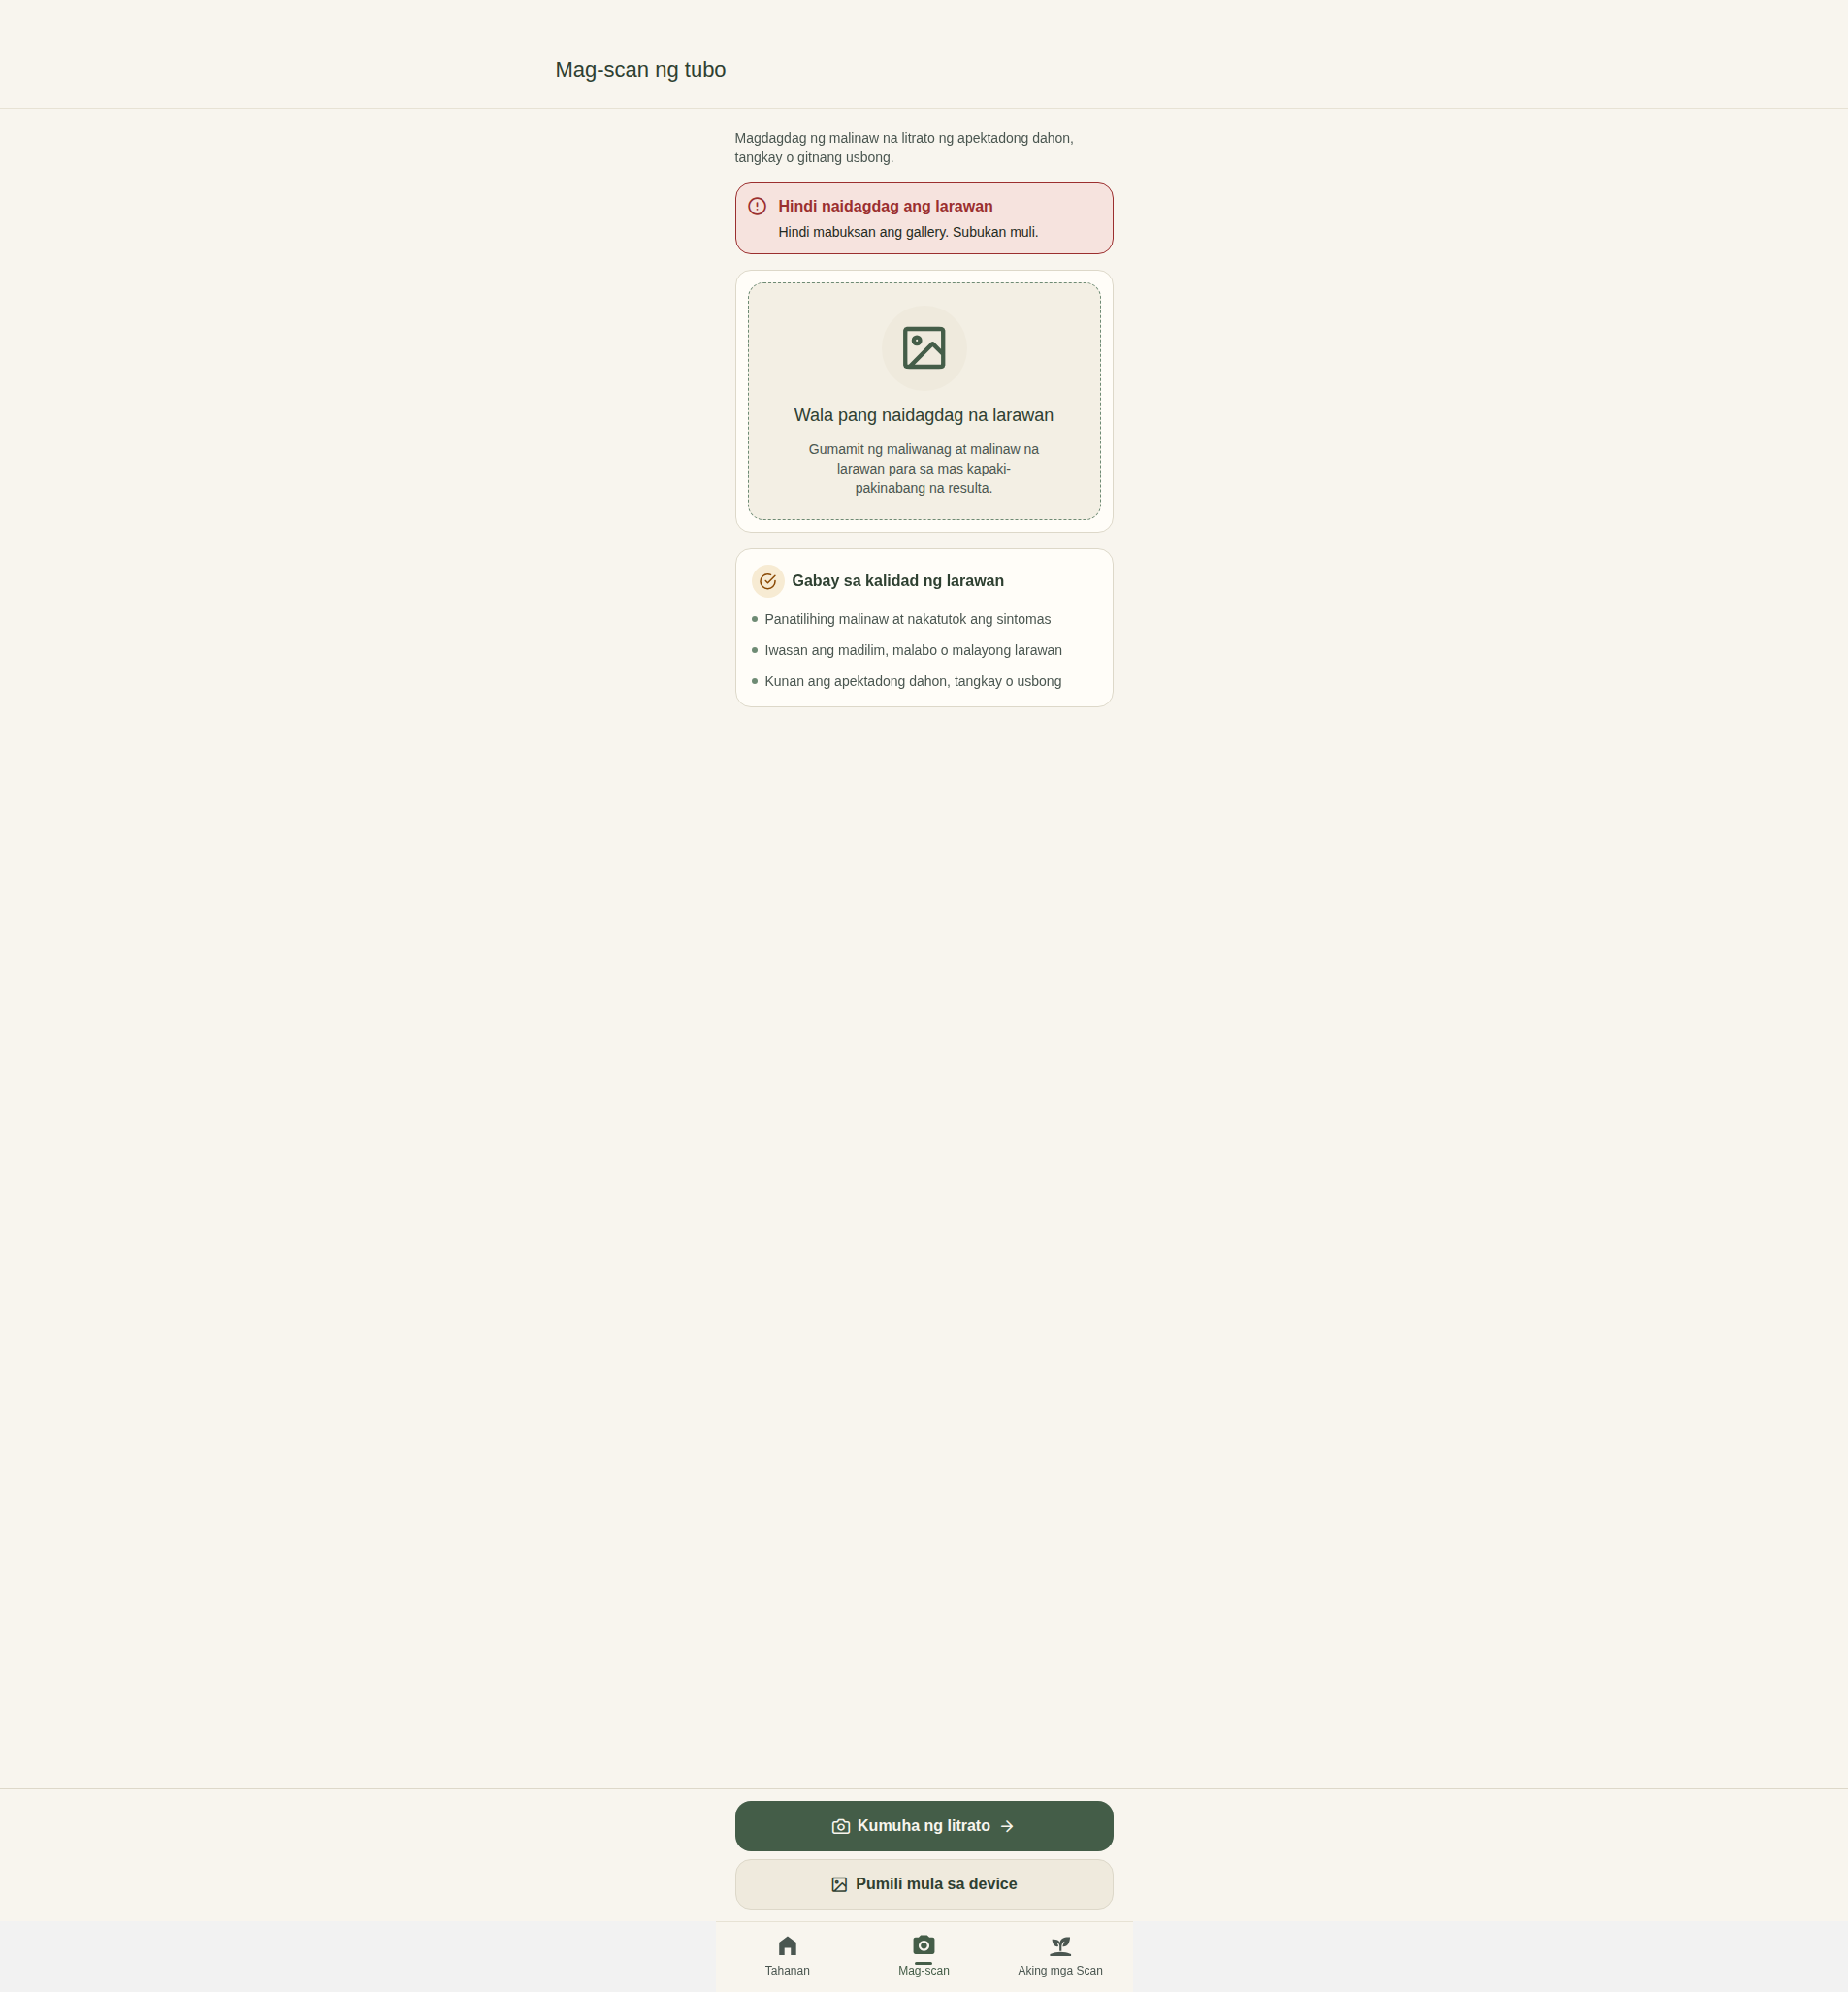 Mag-scan ng tubo
Magdagdag ng malinaw na litrato ng apektadong dahon,
tangkay o gitnang usbong.
Hindi naidagdag ang larawan
Hindi mabuksan ang gallery. Subukan muli.
Wala pang naidagdag na larawan
Gumamit ng maliwanag at malinaw na
larawan para sa mas kapaki-
pakinabang na resulta.
Gabay sa kalidad ng larawan
Panatilihing malinaw at nakatutok ang sintomas
Iwasan ang madilim, malabo o malayong larawan
Kunan ang apektadong dahon, tangkay o usbong
Kumuha ng litrato
Pumili mula sa device
Tahanan
Mag-scan
Aking mga Scan